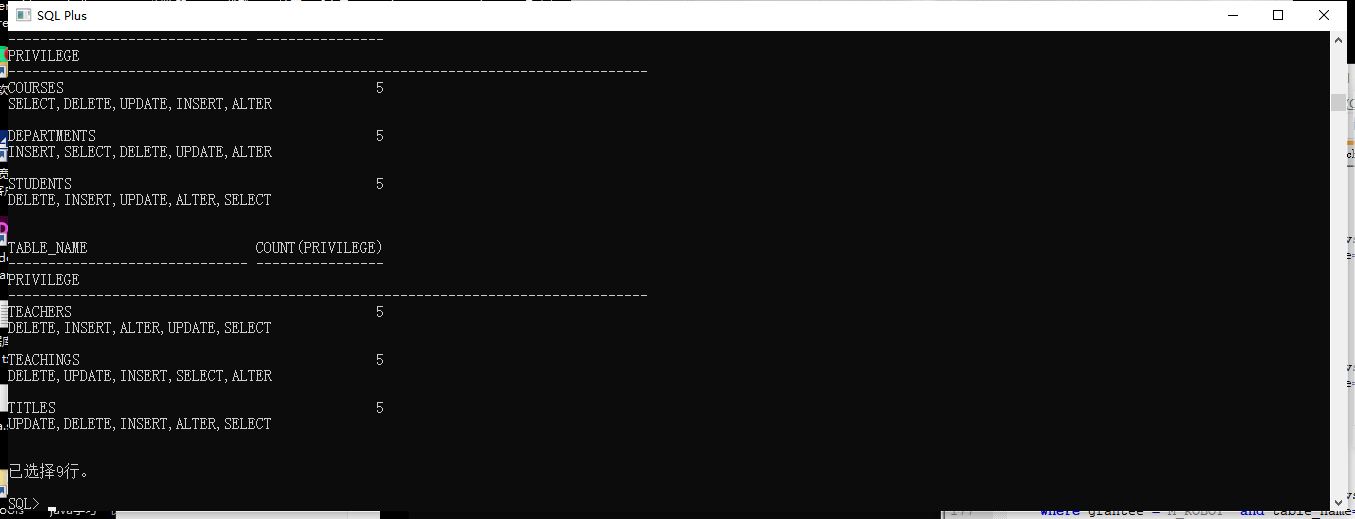 SQL Plus
------------------------------ ----------------
PRIVILEGE
--------------------------------------------------------------------------------
COURSES 5
SELECT,DELETE,UPDATE,INSERT,ALTER
DEPARTMENTS 5
INSERT,SELECT,DELETE,UPDATE,ALTER
STUDENTS 5
DELETE,INSERT,UPDATE,ALTER,SELECT
TABLE_NAME COUNT(PRIVILEGE)
------------------------------ ----------------
PRIVILEGE
--------------------------------------------------------------------------------
TEACHERS 5
DELETE,INSERT,ALTER,UPDATE,SELECT
TEACHINGS 5
DELETE,UPDATE,INSERT,SELECT,ALTER
TITLES 5
UPDATE,DELETE,INSERT,ALTER,SELECT
已选择9行。
SQL>
177 where grantee = and table_name=